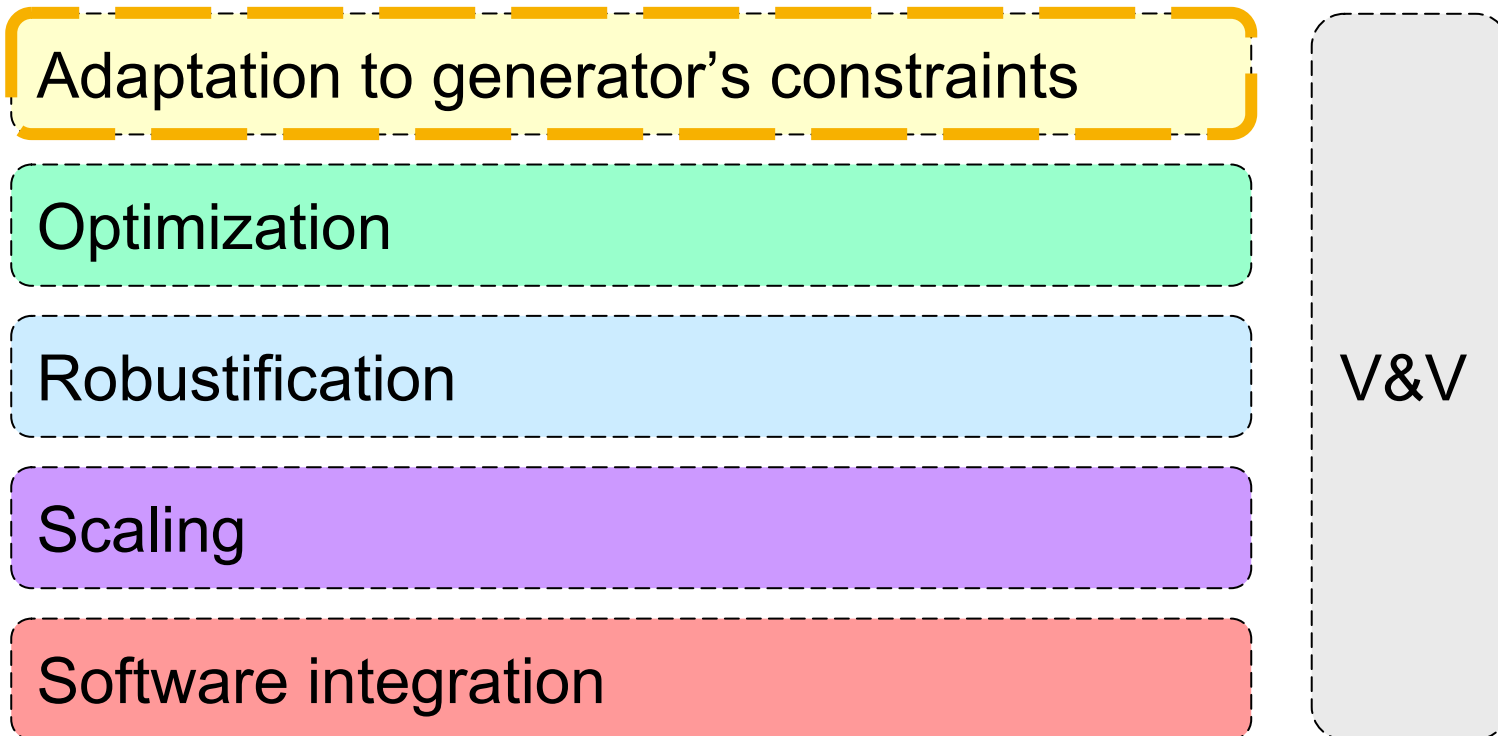 Adaptation to generator’s constraints
Optimization
Robustification
V&V
Scaling
Software integration